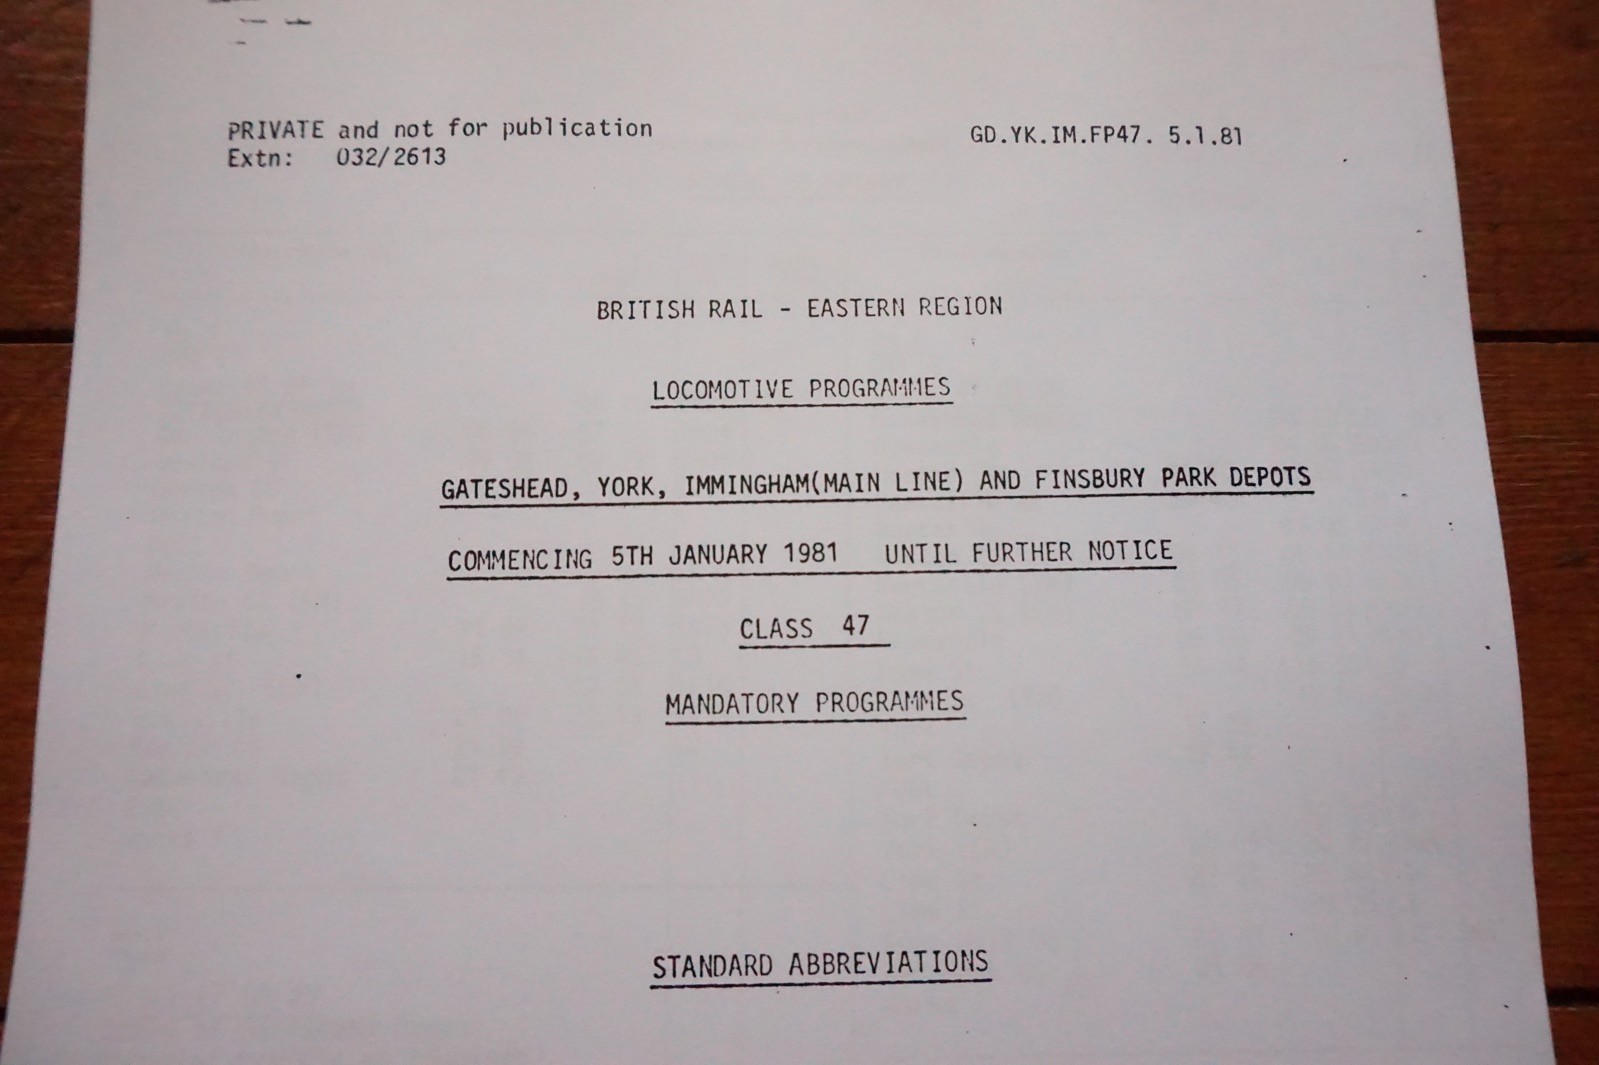 PRIVATE and not for publication
GD.YK.IM.FP47. 5.1.81
Extn: 032/2613
BRITISH RAIL - EASTERN REGION
LOCOMOTIVE PROGRAMMES
GATESHEAD, YORK, IMMINGHAM(MAIN LINE) AND FINSBURY PARK DEPOTS
COMMENCING 5TH JANUARY 1981 UNTIL FURTHER NOTICE
CLASS 47
MANDATORY PROGRAMMES
STANDARD ABBREVIATIONS